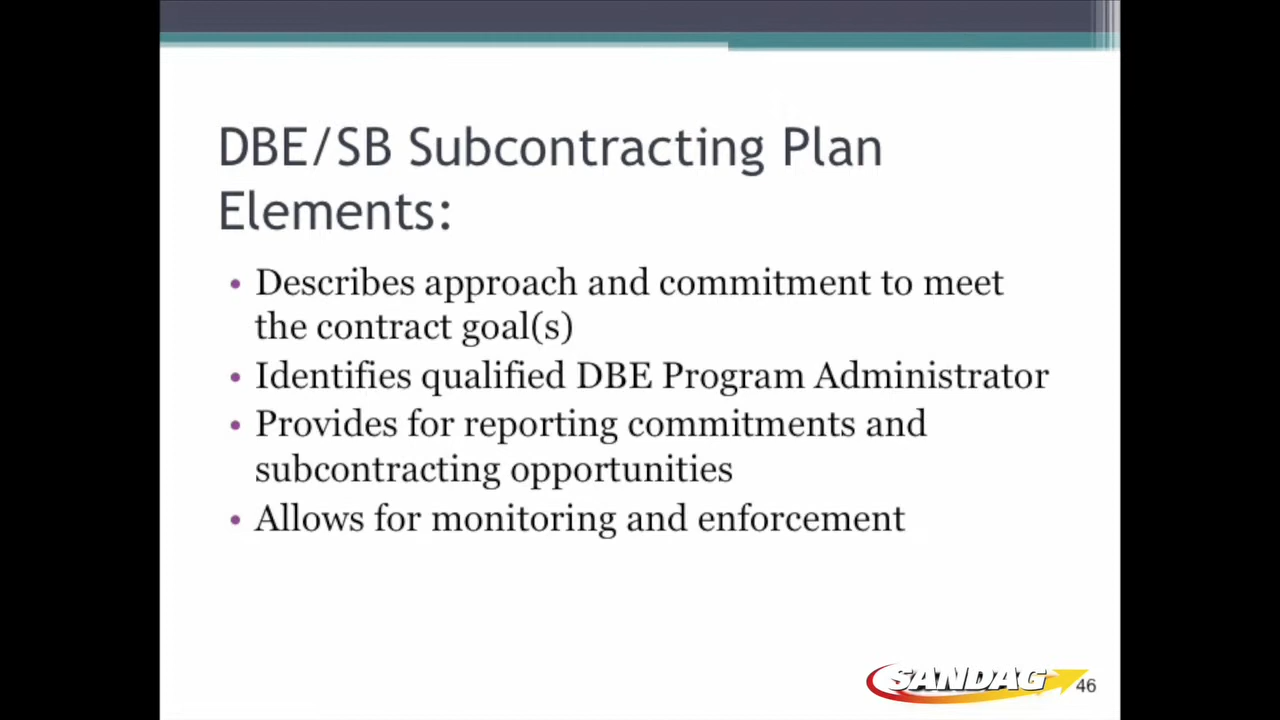 DBE/SB Subcontracting Plan
Elements:
• Describes approach and commitment to meet
the contract goal(s)
• Identifies qualified DBE Program Administrator
• Provides for reporting commitments and
subcontracting opportunities
• Allows for monitoring and enforcement
SANDAG
46